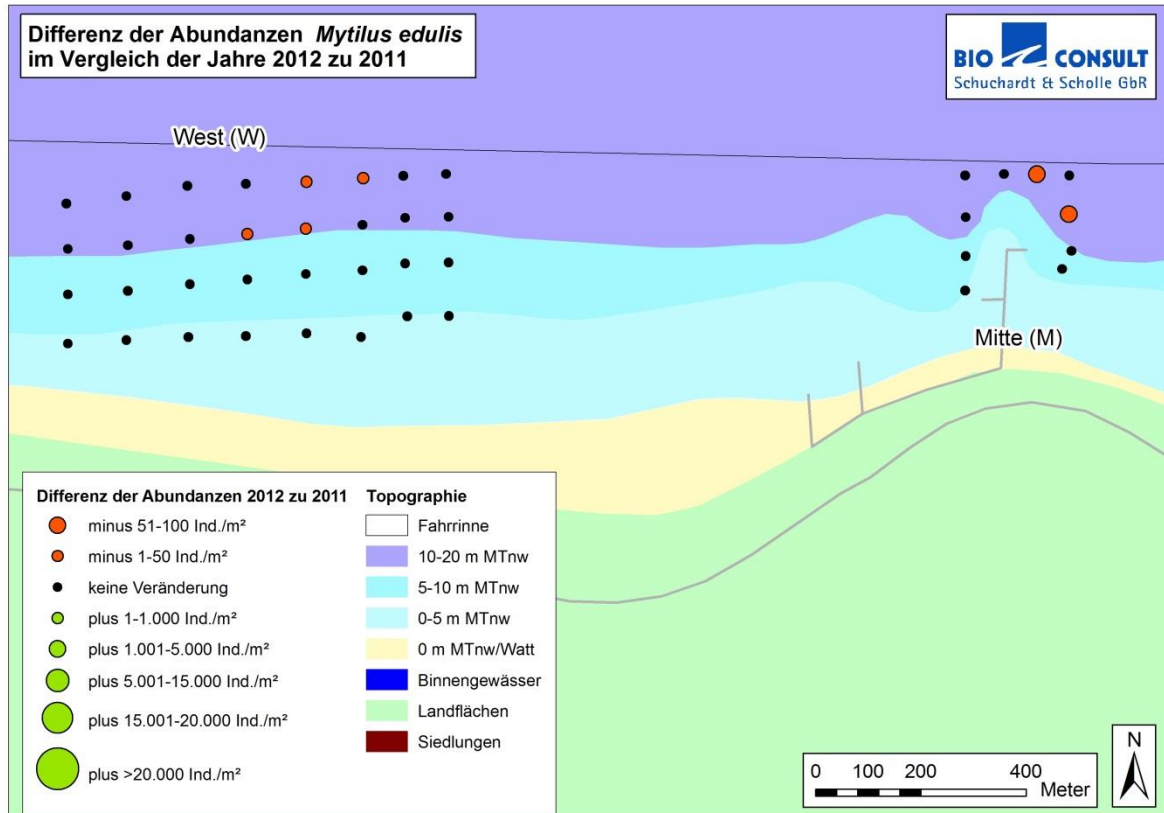 Differenz der Abundanzen Mytilus edulis
im Vergleich der Jahre 2012 zu 2011
BIO CONSULT
Schuchardt & Scholle GbR
West (W)
Mitte (M)
Differenz der Abundanzen 2012 zu 2011
minus 51-100 Ind./m²
minus 1-50 Ind./m²
keine Veränderung
plus 1-1.000 Ind./m²
plus 1.001-5.000 Ind./m²
plus 5.001-15.000 Ind./m²
plus 15.001-20.000 Ind./m²
plus >20.000 Ind./m²
Topographie
Fahrrinne
10-20 m MTnw
5-10 m MTnw
0-5 m MTnw
0 m MTnw/Watt
Binnengewässer
Landflächen
Siedlungen
0 100 200 400
Meter
N